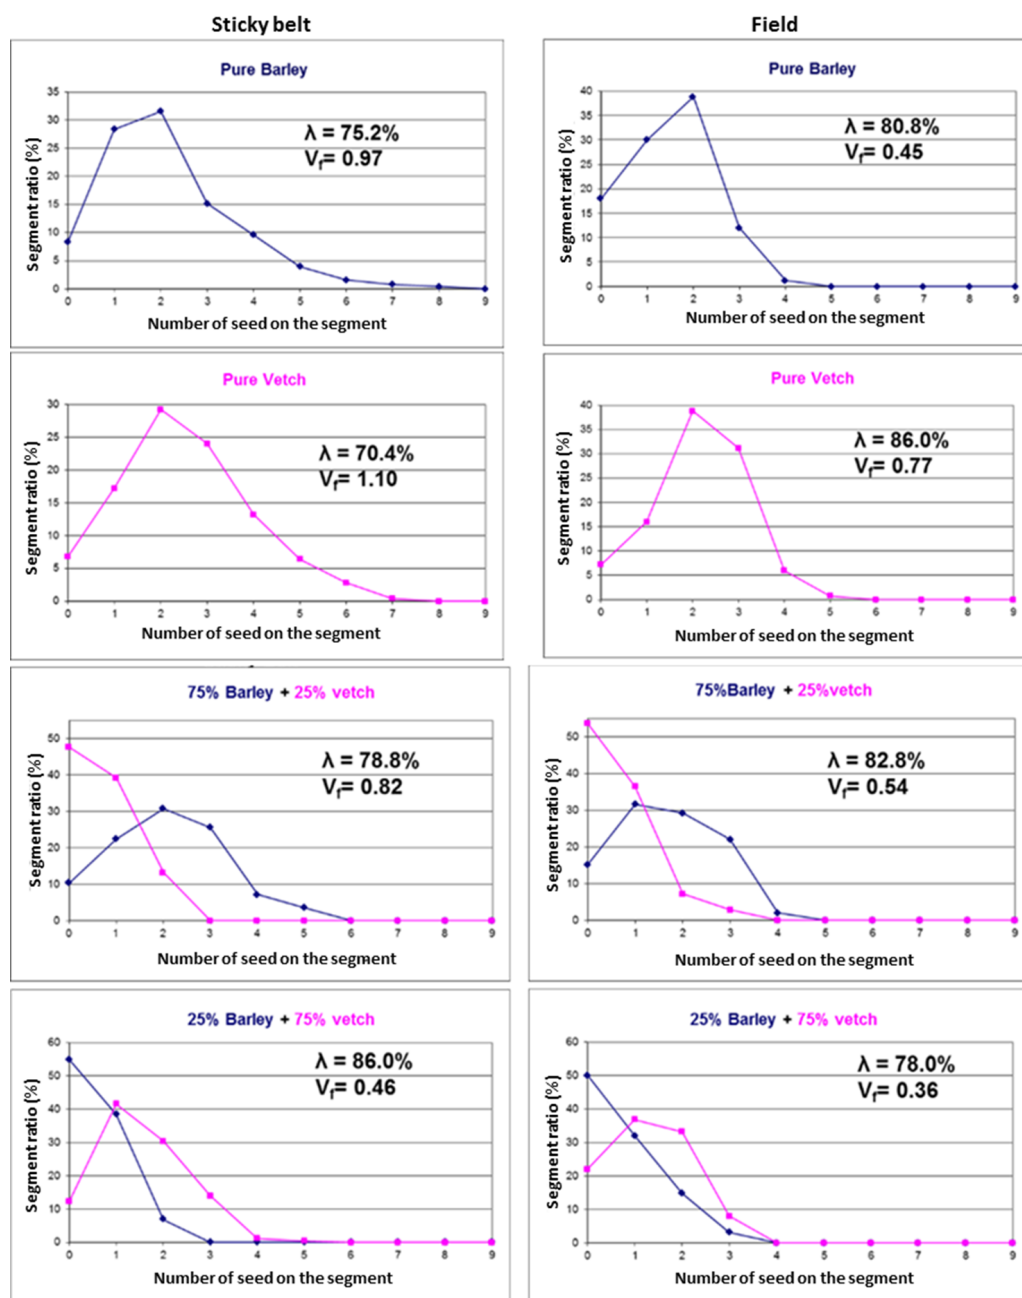 Sticky belt
Field
Pure Barley
35
30
25
20
15
10
5
0
0 1 2 3 4 5 6 7 8 9
Segment ratio (%)
Number of seed on the segment
λ = 75.2%
Vf= 0.97
Pure Barley
40
35
30
25
20
15
10
5
0
0 1 2 3 4 5 6 7 8 9
Segment ratio (%)
Number of seed on the segment
λ = 80.8%
Vf= 0.45
Pure Vetch
30
25
20
15
10
5
0
0 1 2 3 4 5 6 7 8 9
Segment ratio (%)
Number of seed on the segment
λ = 70.4%
Vf= 1.10
Pure Vetch
40
35
30
25
20
15
10
5
0
0 1 2 3 4 5 6 7 8 9
Segment ratio (%)
Number of seed on the segment
λ = 86.0%
Vf= 0.77
75% Barley + 25% vetch
50
40
30
20
10
0
0 1 2 3 4 5 6 7 8 9
Segment ratio (%)
Number of seed on the segment
λ = 78.8%
Vf= 0.82
75%Barley + 25%vetch
50
40
30
20
10
0
0 1 2 3 4 5 6 7 8 9
Segment ratio (%)
Number of seed on the segment
λ = 82.8%
Vf= 0.54
25% Barley + 75% vetch
60
50
40
30
20
10
0
0 1 2 3 4 5 6 7 8 9
Segment ratio (%)
Number of seed on the segment
λ = 86.0%
Vf= 0.46
25% Barley + 75% vetch
60
50
40
30
20
10
0
0 1 2 3 4 5 6 7 8 9
Segment ratio (%)
Number of seed on the segment
λ = 78.0%
Vf= 0.36